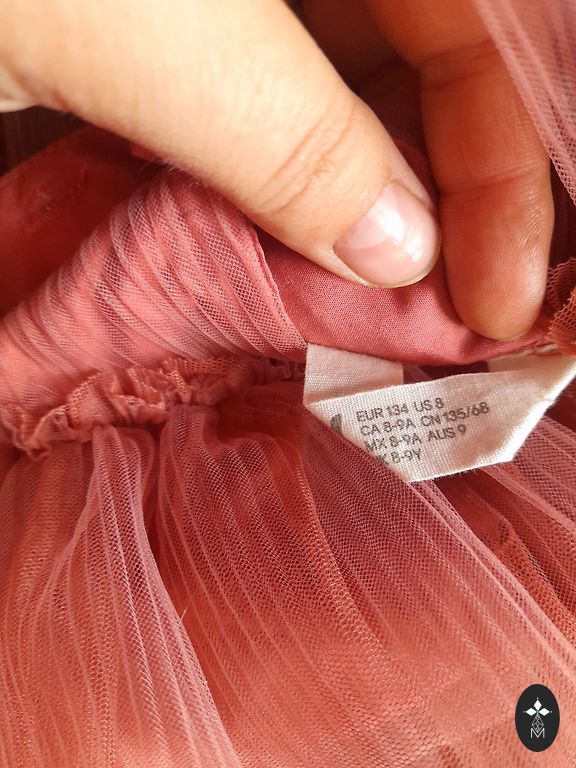 EUR 134 US 8
CA 8-9A CN 135/68
MX 8-9A AUS 9
8-9Y
M